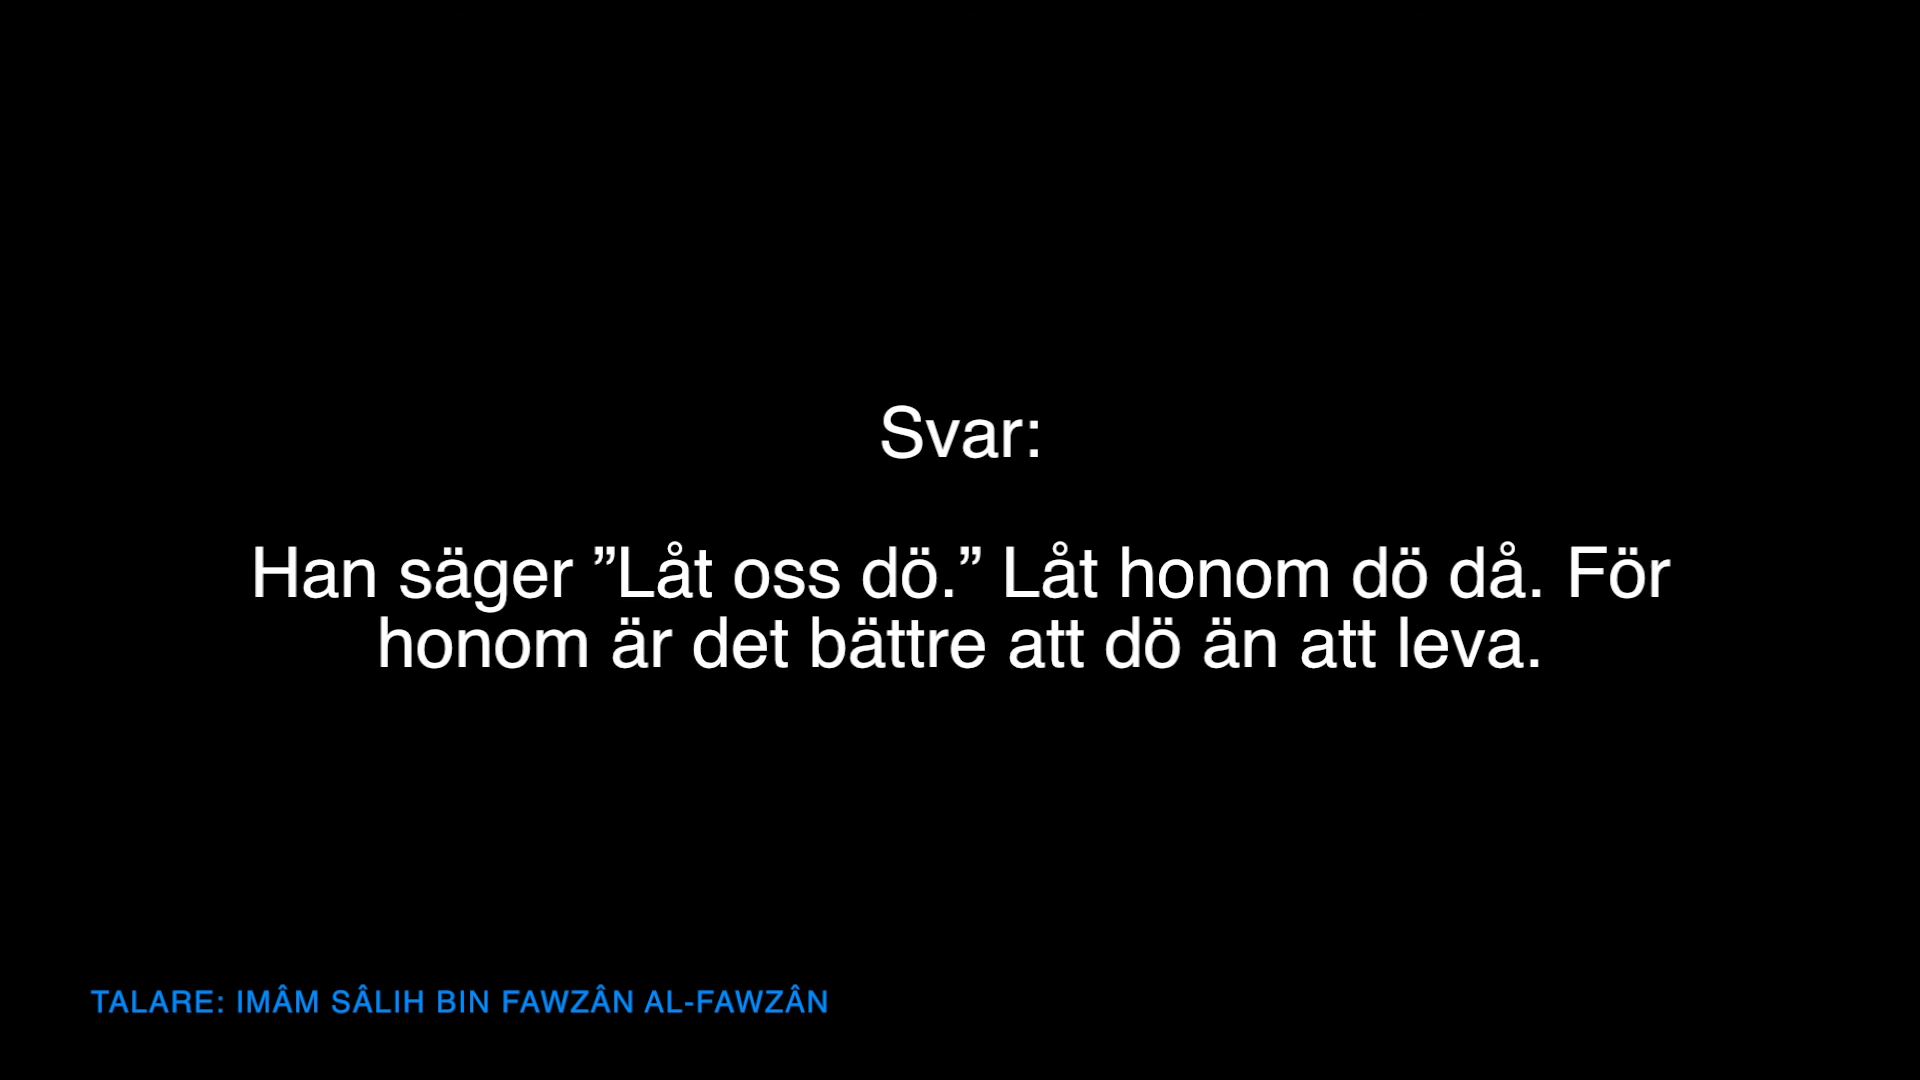 Svar:
Han säger ”Låt oss dö.” Låt honom dö då. För
honom är det bättre att dö än att leva.
TALARE: IMÂM SÂLIH BIN FAWZÂN AL-FAWZÂN